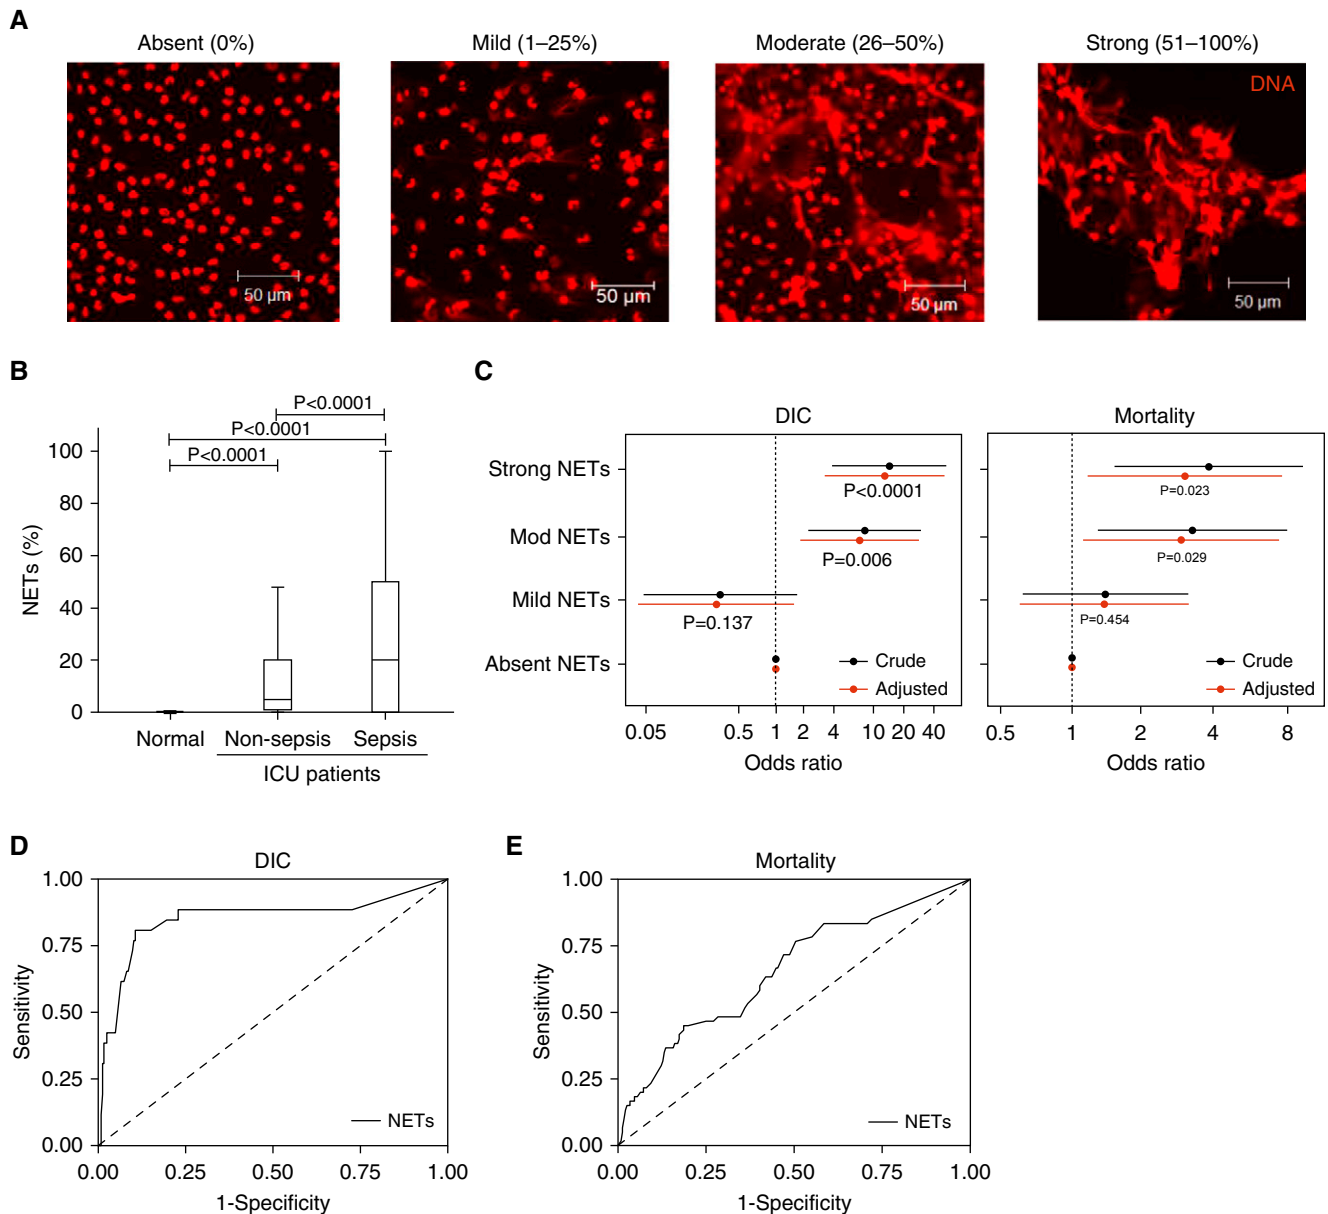 A
Absent (0%)
Mild (1–25%)
Moderate (26–50%)
Strong (51–100%)
DNA
50 µm
50 µm
50 µm
50 µm
B
P<0.0001
P<0.0001
P<0.0001
NETs (%)
100
80
60
40
20
0
Normal
Non-sepsis
Sepsis
ICU patients
C
DIC
Strong NETs
Mod NETs
Mild NETs
Absent NETs
P<0.0001
P=0.006
P=0.137
Crude
Adjusted
0.05 0.5 1 2 4 10 20 40
Odds ratio
Mortality
P=0.023
P=0.029
P=0.454
Crude
Adjusted
0.5 1 2 4 8
Odds ratio
D
DIC
Sensitivity
1.00
0.75
0.50
0.25
0.00
NETs
0.00 0.25 0.50 0.75 1.00
1-Specificity
E
Mortality
Sensitivity
1.00
0.75
0.50
0.25
0.00
NETs
0.00 0.25 0.50 0.75 1.00
1-Specificity